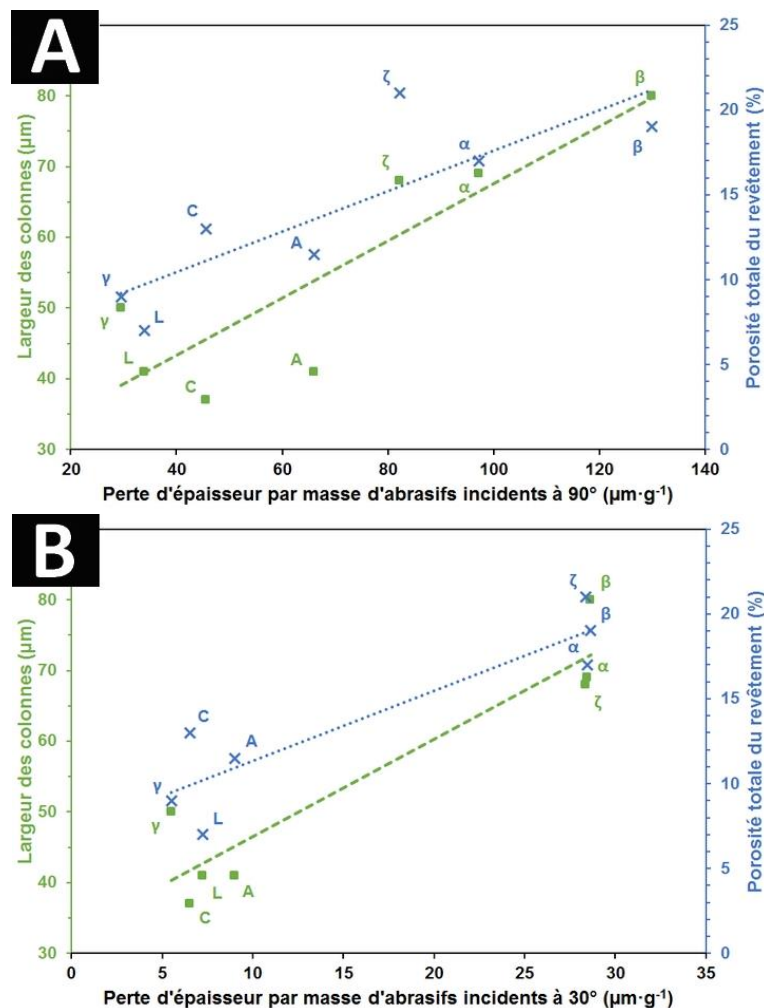 A
Largeur des colonnes (µm)
80
70
60
50
40
30
25
20
15
10
5
0
Porosité totale du revêtement (%)
ζ
β
α
β
ζ
α
C
A
γ
γ
L
L
C
A
20
40
60
80
100
120
140
Perte d'épaisseur par masse d'abrasifs incidents à 90° (µm·g⁻¹)
B
Largeur des colonnes (µm)
80
70
60
50
40
30
25
20
15
10
5
0
Porosité totale du revêtement (%)
ζ
β
β
α
α
ζ
C
A
γ
γ
L
L
A
C
0
5
10
15
20
25
30
35
Perte d'épaisseur par masse d'abrasifs incidents à 30° (µm·g⁻¹)